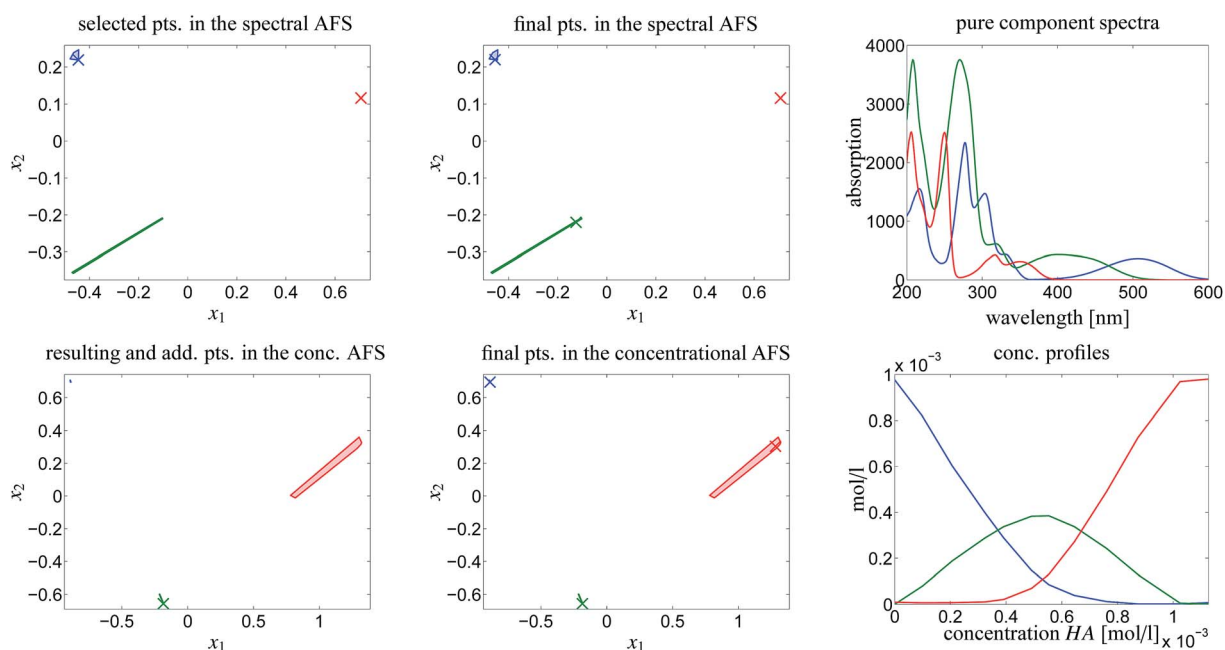 selected pts. in the spectral AFS
0.2
0.1
0
−0.1
−0.2
−0.3
x2
−0.4 −0.2 0 0.2 0.4 0.6
x1
final pts. in the spectral AFS
0.2
0.1
0
−0.1
−0.2
−0.3
x2
−0.4 −0.2 0 0.2 0.4 0.6
x1
pure component spectra
4000
3000
2000
1000
0
absorption
200 300 400 500 600
wavelength [nm]
resulting and add. pts. in the conc. AFS
0.6
0.4
0.2
0
−0.2
−0.4
−0.6
x2
−0.5 0 0.5 1
x1
final pts. in the concentrational AFS
0.6
0.4
0.2
0
−0.2
−0.4
−0.6
x2
−0.5 0 0.5 1
x1
conc. profiles
x 10−3
1
0.8
0.6
0.4
0.2
0
mol/l
0 0.2 0.4 0.6 0.8 1
concentration HA [mol/l] x 10−3